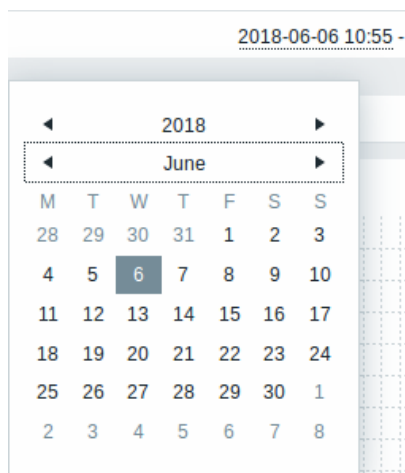 2018-06-06 10:55 -
◄ 2018 ►
◄ June ►
M T W T F S S
28 29 30 31 1 2 3
4 5 6 7 8 9 10
11 12 13 14 15 16 17
18 19 20 21 22 23 24
25 26 27 28 29 30 1
2 3 4 5 6 7 8